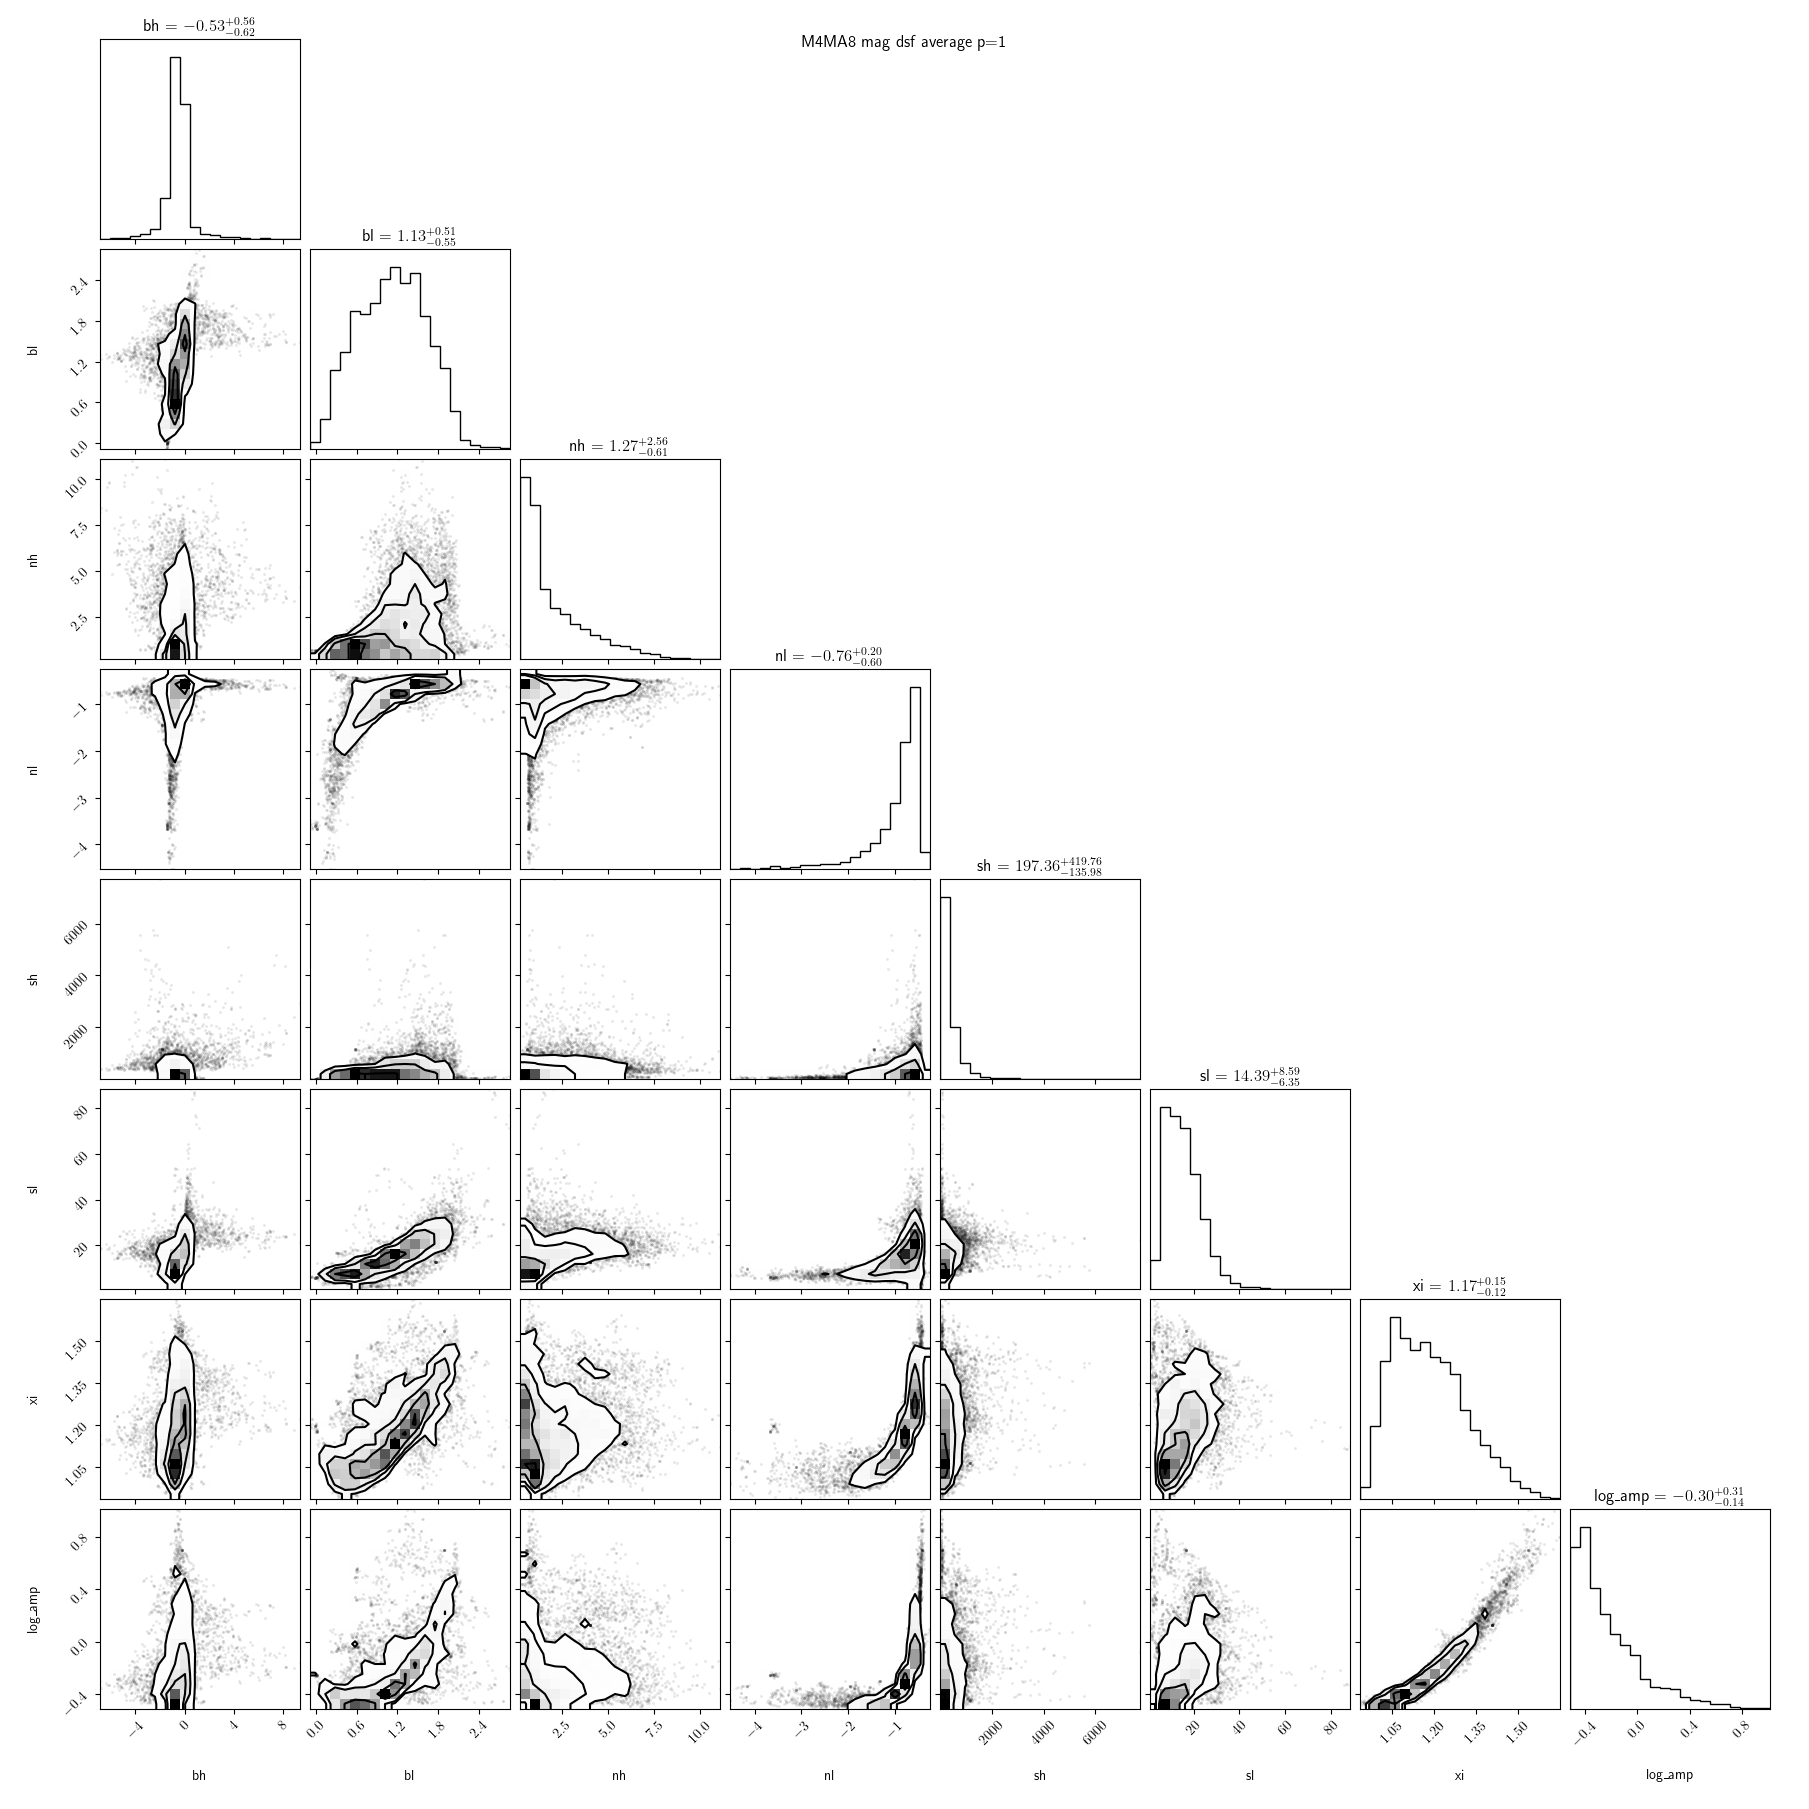 bh = −0.53^{+0.56}_{−0.62}
M4MA8 mag dsf average p=1
bl = 1.13^{+0.51}_{−0.55}
2.4
1.8
1.2
0.6
0.0
bl
nh = 1.27^{+2.56}_{−0.61}
10.0
7.5
5.0
2.5
nh
nl = −0.76^{+0.20}_{−0.60}
−1
−2
−3
−4
nl
sh = 197.36^{+419.76}_{−135.98}
6000
4000
2000
sh
sl = 14.39^{+8.59}_{−6.35}
80
60
40
20
sl
xi = 1.17^{+0.15}_{−0.12}
1.50
1.35
1.20
1.05
xi
log_amp = −0.30^{+0.31}_{−0.14}
0.8
0.4
0.0
−0.4
log_amp
−4 0 4 8 0.0 0.6 1.2 1.8 2.4 2.5 5.0 7.5 10.0 −4 −3 −2 −1 2000 4000 6000 20 40 60 80 1.05 1.20 1.35 1.50 −0.4 0.0 0.4 0.8
bh bl nh nl sh sl xi log_amp